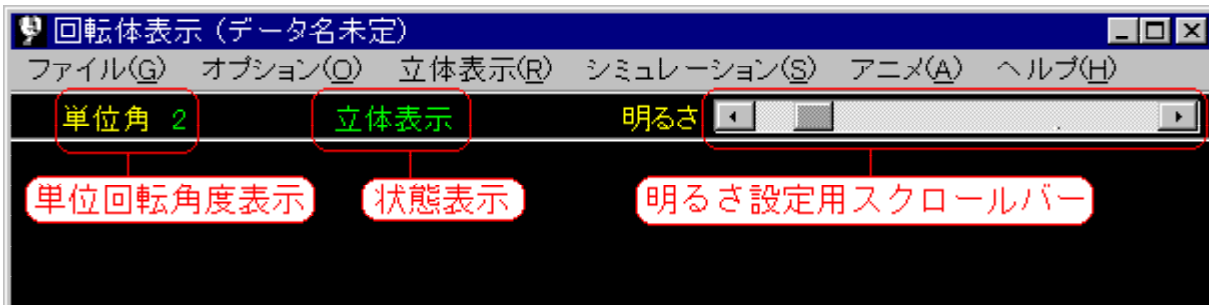 回転体表示（データ名未定）
ファイル(G) オプション(O) 立体表示(R) シミュレーション(S) アニメ(A) ヘルプ(H)
単位角 2 立体表示 明るさ
単位回転角度表示 状態表示 明るさ設定用スクロールバー